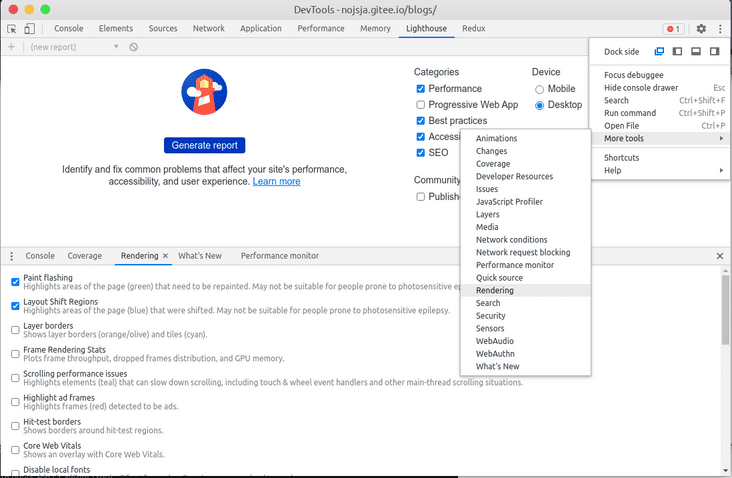 DevTools - nojsja.gitee.io/blogs/
Console Elements Sources Network Application Performance Memory Lighthouse Redux 1
(new report)
Generate report
Identify and fix common problems that affect your site's performance,
accessibility, and user experience. Learn more
Categories
Performance
Progressive Web App
Best practices
SEO
Device
Mobile
Desktop
Community
Dock side
Focus debuggee
Hide console drawer Esc
Search Ctrl+Shift+F
Run command Ctrl+Shift+P
Open File Ctrl+P
More tools
Shortcuts
Help
Animations
Changes
Coverage
Developer Resources
Issues
JavaScript Profiler
Layers
Media
Network conditions
Network request blocking
Performance monitor
Quick source
Rendering
Search
Security
Sensors
WebAudio
WebAuthn
What's New
Console Coverage Rendering What's New Performance monitor
Paint flashing
Highlights areas of the page (green) that need to be repainted. May not be suitable for people prone to photosensitive
Layout Shift Regions
Highlights areas of the page (blue) that were shifted. May not be suitable for people prone to photosensitive epilepsy.
Layer borders
Shows layer borders (orange/olive) and tiles (cyan).
Frame Rendering Stats
Plots frame throughput, dropped frames distribution, and GPU memory.
Scrolling performance issues
Highlights elements (teal) that can slow down scrolling, including touch & wheel event handlers and other main-thread scrolling situations.
Highlight ad frames
Highlights frames (red) detected to be ads.
Hit-test borders
Shows borders around hit-test regions.
Core Web Vitals
Shows an overlay with Core Web Vitals.
Disable local fonts